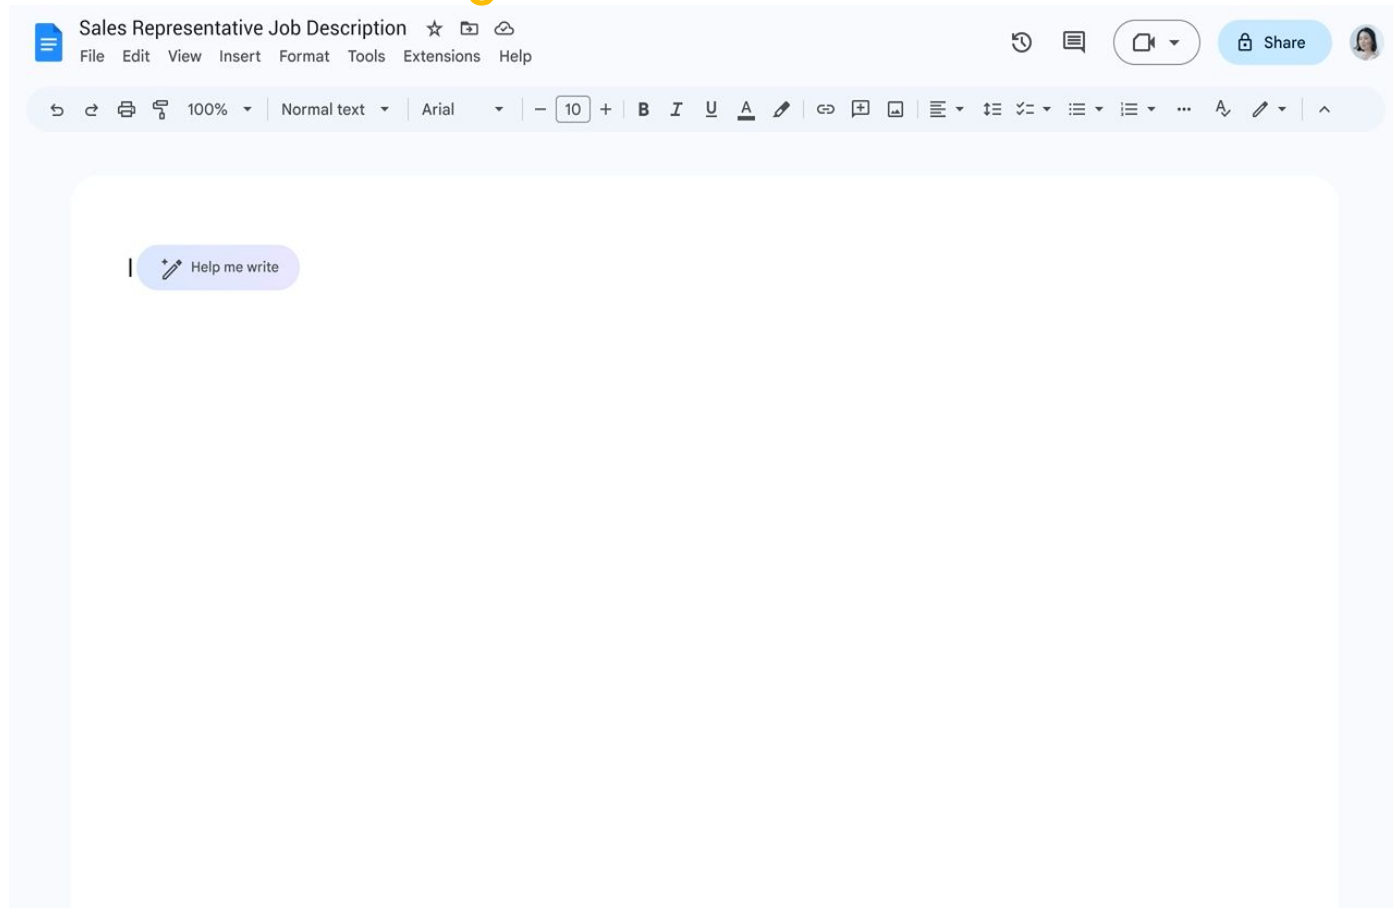 Sales Representative Job Description
Share
File Edit View Insert Format Tools Extensions Help
100% Normal text Arial 10 B I U A
Help me write